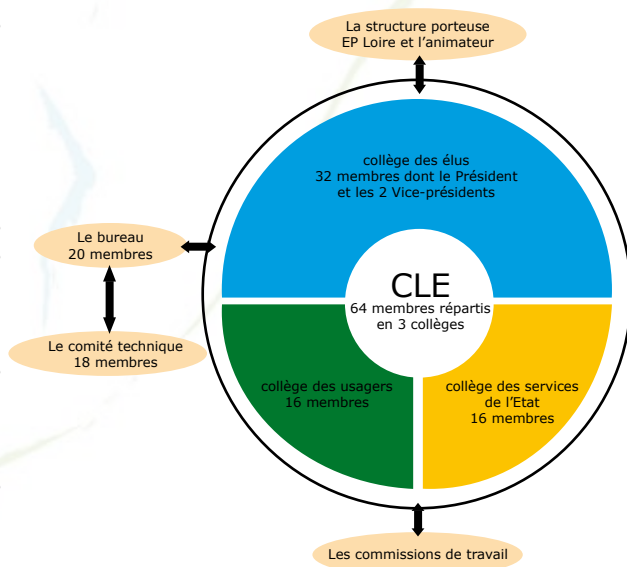 La structure porteuse
EP Loire et l’animateur
collège des élus
32 membres dont le Président
et les 2 Vice-présidents
Le bureau
20 membres
CLE
64 membres répartis
en 3 collèges
Le comité technique
18 membres
collège des usagers
16 membres
collège des services
de l’Etat
16 membres
Les commissions de travail